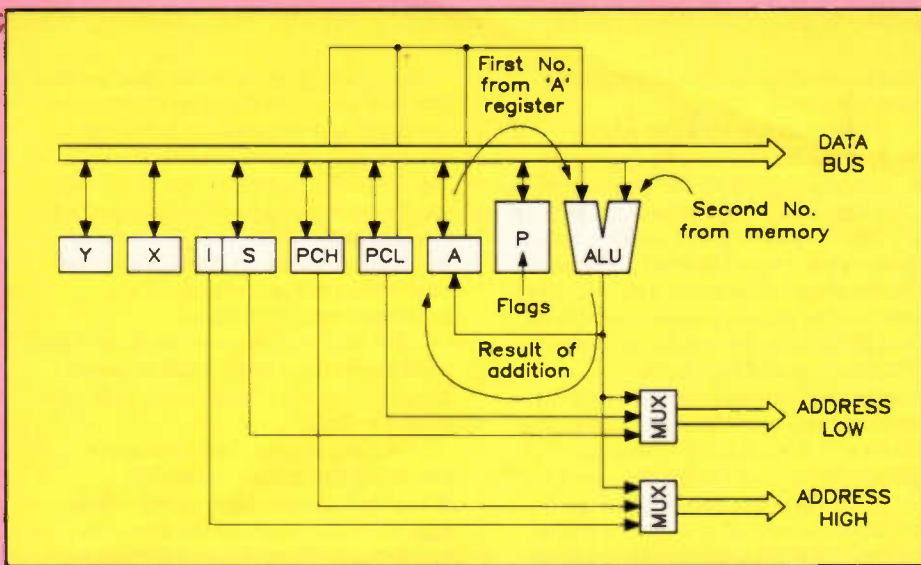 First No.
from 'A'
register
DATA
BUS
Second No.
from memory
Y
X
I
S
PCH
PCL
A
P
ALU
Flags
Result of
addition
MUX
ADDRESS
LOW
MUX
ADDRESS
HIGH